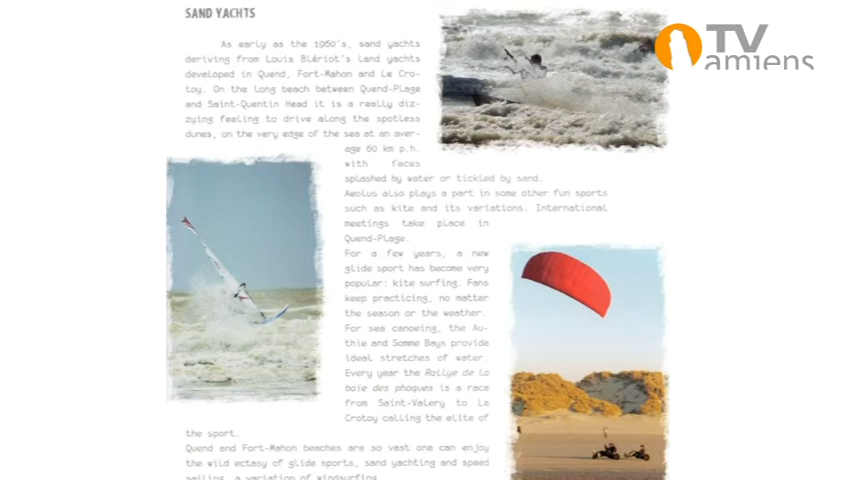 SAND YACHTS
TV
amiens
As early as the 1960's, sand yachts
deriving from Louis Blériot's land yachts
developed in Quend, Fort-Mahon and Le Cro-
toy. On the long beach between Quend-Plage
and Saint-Quentin Head it is a really diz-
zying feeling to drive along the spotless
dunes, on the very edge of the sea at an aver-
age 60 km p.h.
with faces
splashed by water or tickled by sand.
Aeolus also plays a part in some other fun sports
such as kite and its variations. International
meetings take place in
Quend-Plage.
For a few years, a new
glide sport has become very
popular: kite surfing. Fans
keep practicing, no matter
the season or the weather.
For sea canoeing, the Au-
thie and Somme Bays provide
ideal stretches of water.
Every year the Rallye de la
baie des phoques is a race
from Saint-Valery to Le
Crotoy calling the elite of
the sport.
Quend and Fort-Mahon beaches are so vast one can enjoy
the wild ectasy of glide sports, sand yachting and speed
sailing, a variation of windsurfing.